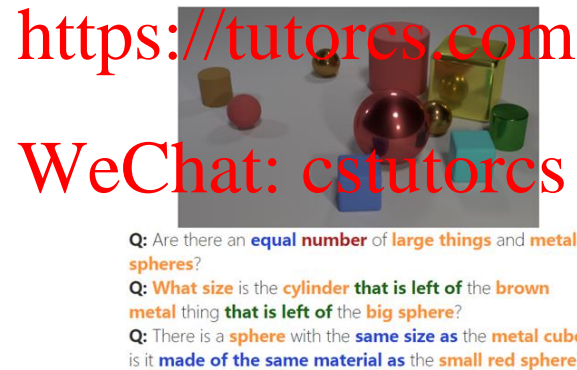 https://tutorcs.com
WeChat: cstutorcs
Q: Are there an equal number of large things and metal
spheres?
Q: What size is the cylinder that is left of the brown
metal thing that is left of the big sphere?
Q: There is a sphere with the same size as the metal cube
is it made of the same material as the small red sphere